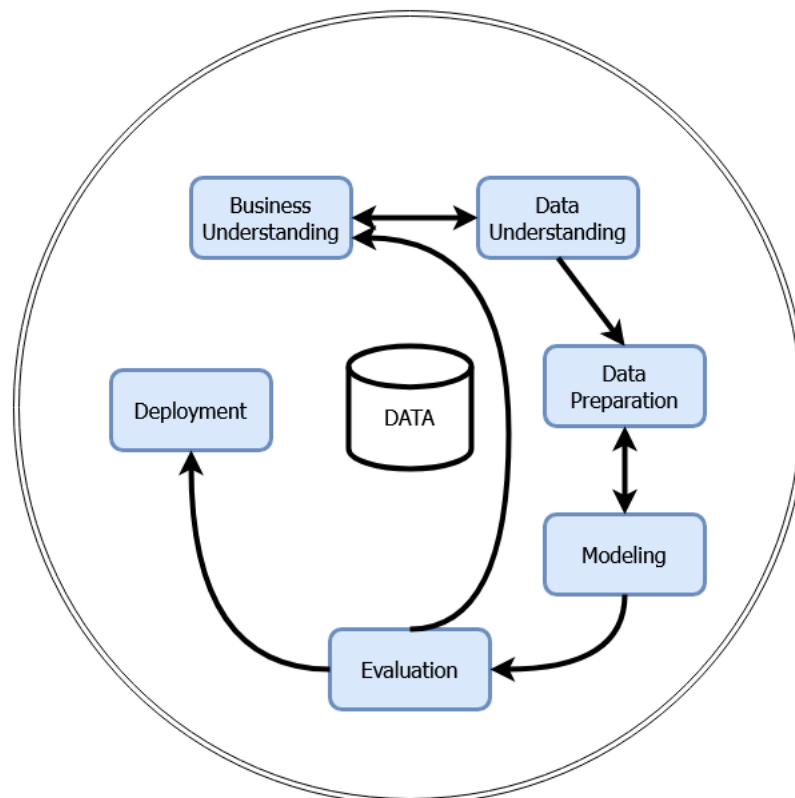 Business
Understanding
Data
Understanding
Data
Preparation
Deployment
DATA
Modeling
Evaluation